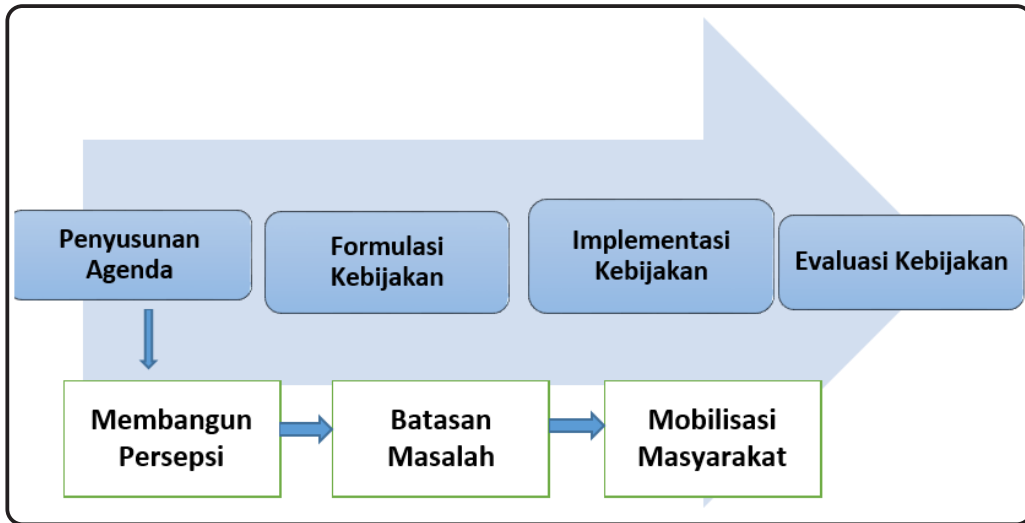 Penyusunan
Agenda
Formulasi
Kebijakan
Implementasi
Kebijakan
Evaluasi Kebijakan
Membangun
Persepsi
Batasan
Masalah
Mobilisasi
Masyarakat